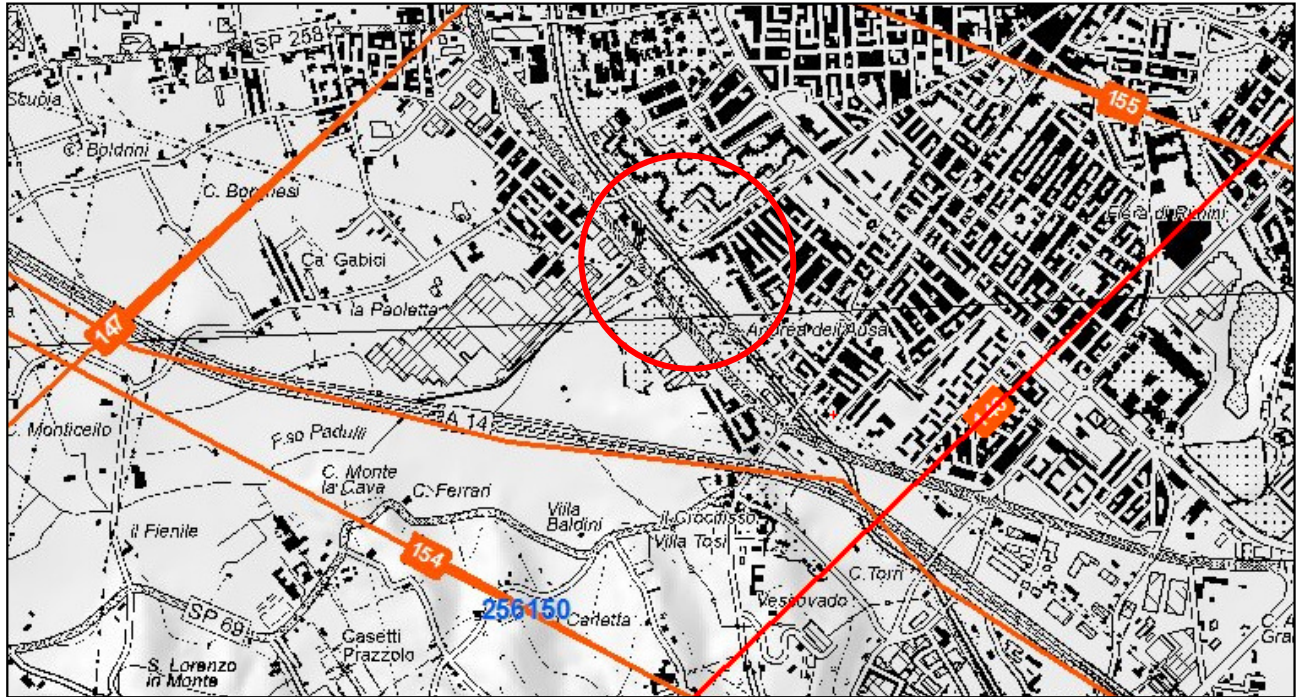 SP 258
155
Scupia
C. Boldrini
C. Borghesi
Fiera di Rimini
Ca' Gabici
la Paoletta
147
S. Andrea dell'Ausa
C. Monticello
A 14
F.so Padulli
C. Monte
la Cava
C. Ferrari
Villa
Baldini
il Crocifisso
Villa Tosi
il Fienile
154
C. Torri
256150
Carletta
Vescovado
SP 69
Casetti
Prazzolo
S. Lorenzo
in Monte